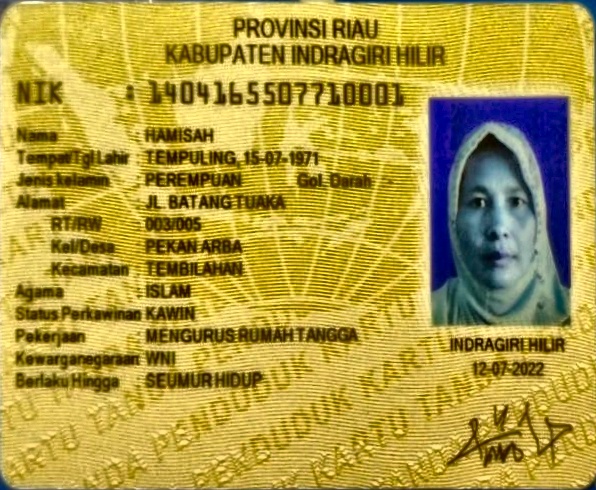 PROVINSI RIAU
KABUPATEN INDRAGIRI HILIR
NIK : 1404165507710001
Nama : HAMISAH
Tempat/Tgl Lahir : TEMPULING, 15-07-1971
Jenis kelamin : PEREMPUAN Gol. Darah -
Alamat : JL. BATANG TUAKA
RT/RW : 003/005
Kel/Desa : PEKAN ARBA
Kecamatan : TEMBILAHAN
Agama : ISLAM
Status Perkawinan : KAWIN
Pekerjaan : MENGURUS RUMAH TANGGA
Kewarganegaraan : WNI
Berlaku Hingga : SEUMUR HIDUP
INDRAGIRI HILIR
12-07-2022
KARTU TANDA PENDUDUK